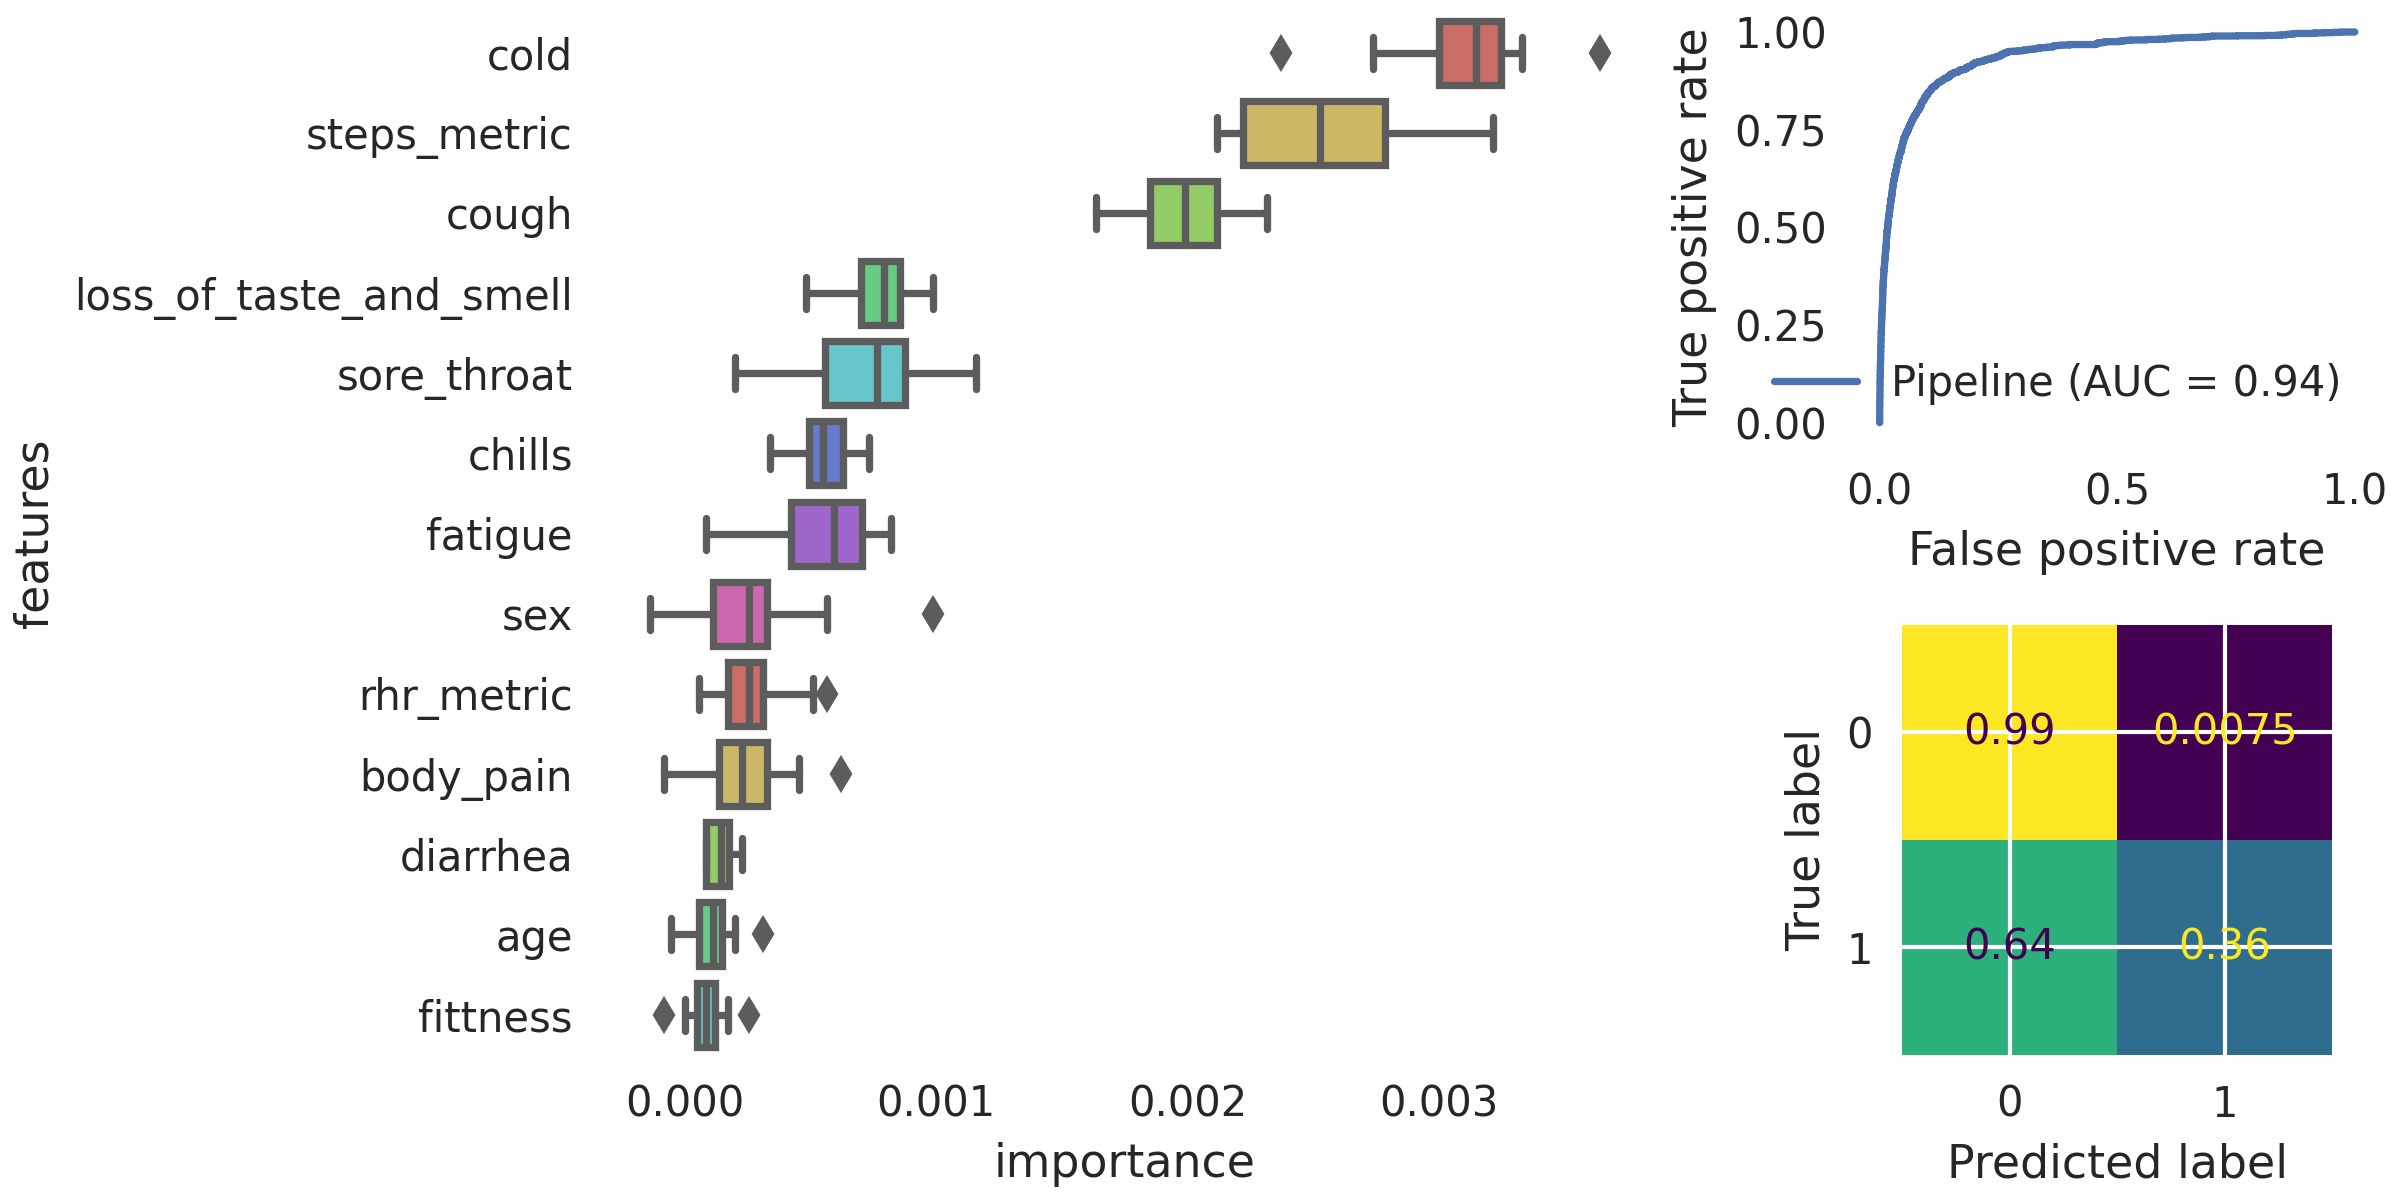 features
cold
steps_metric
cough
loss_of_taste_and_smell
sore_throat
chills
fatigue
sex
rhr_metric
body_pain
diarrhea
age
fittness
0.000 0.001 0.002 0.003
importance
True positive rate
1.00
0.75
0.50
0.25
0.00
Pipeline (AUC = 0.94)
0.0 0.5 1.0
False positive rate
True label
0
1
0.99 0.0075
0.64 0.36
0 1
Predicted label